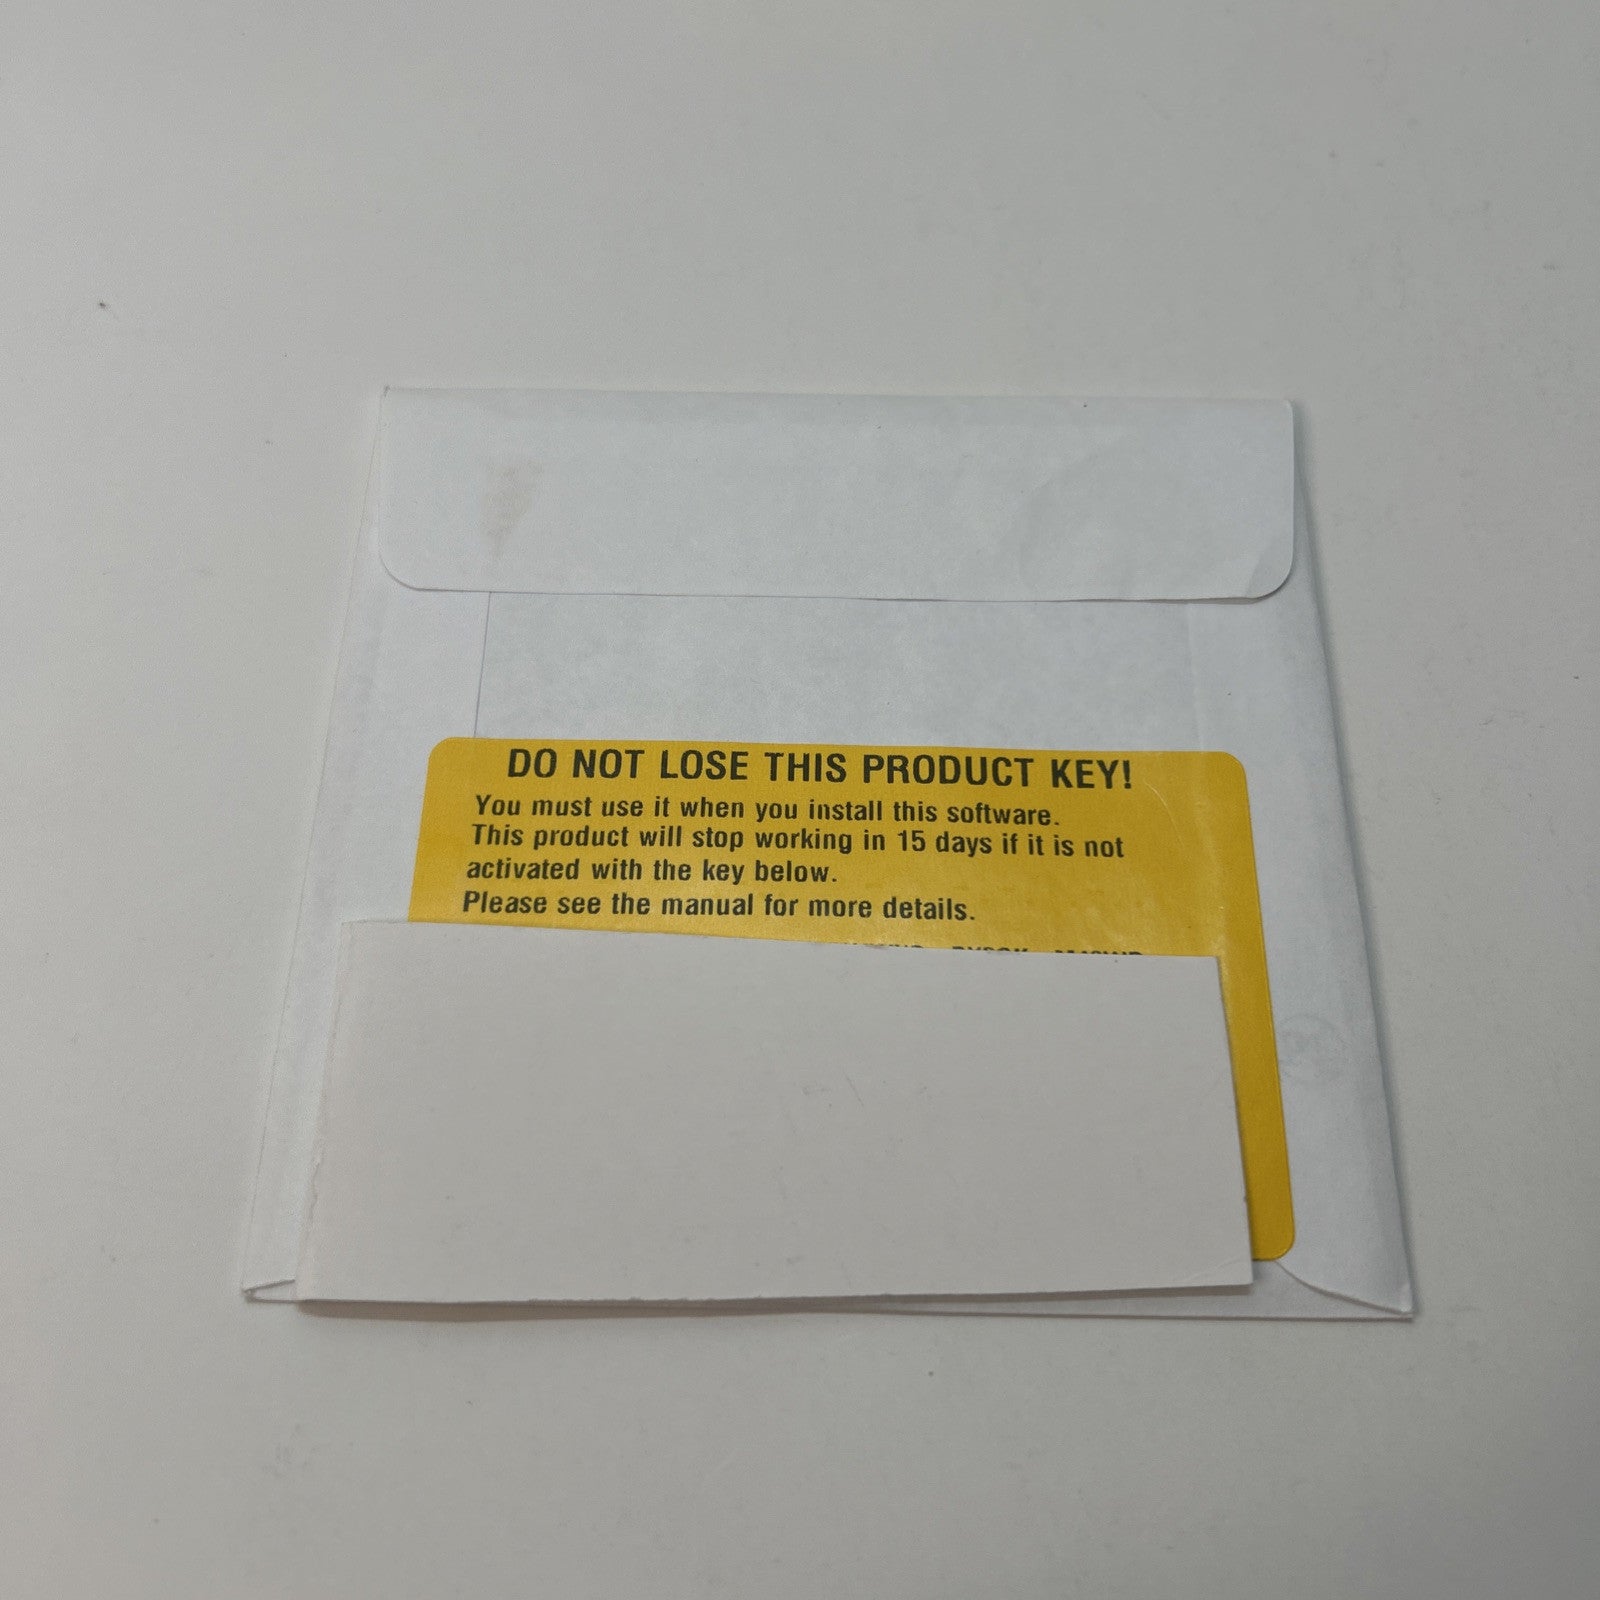 DO NOT LOSE THIS PRODUCT KEY!
You must use it when you install this software.
This product will stop working in 15 days if it is not
activated with the key below.
Please see the manual for more details.